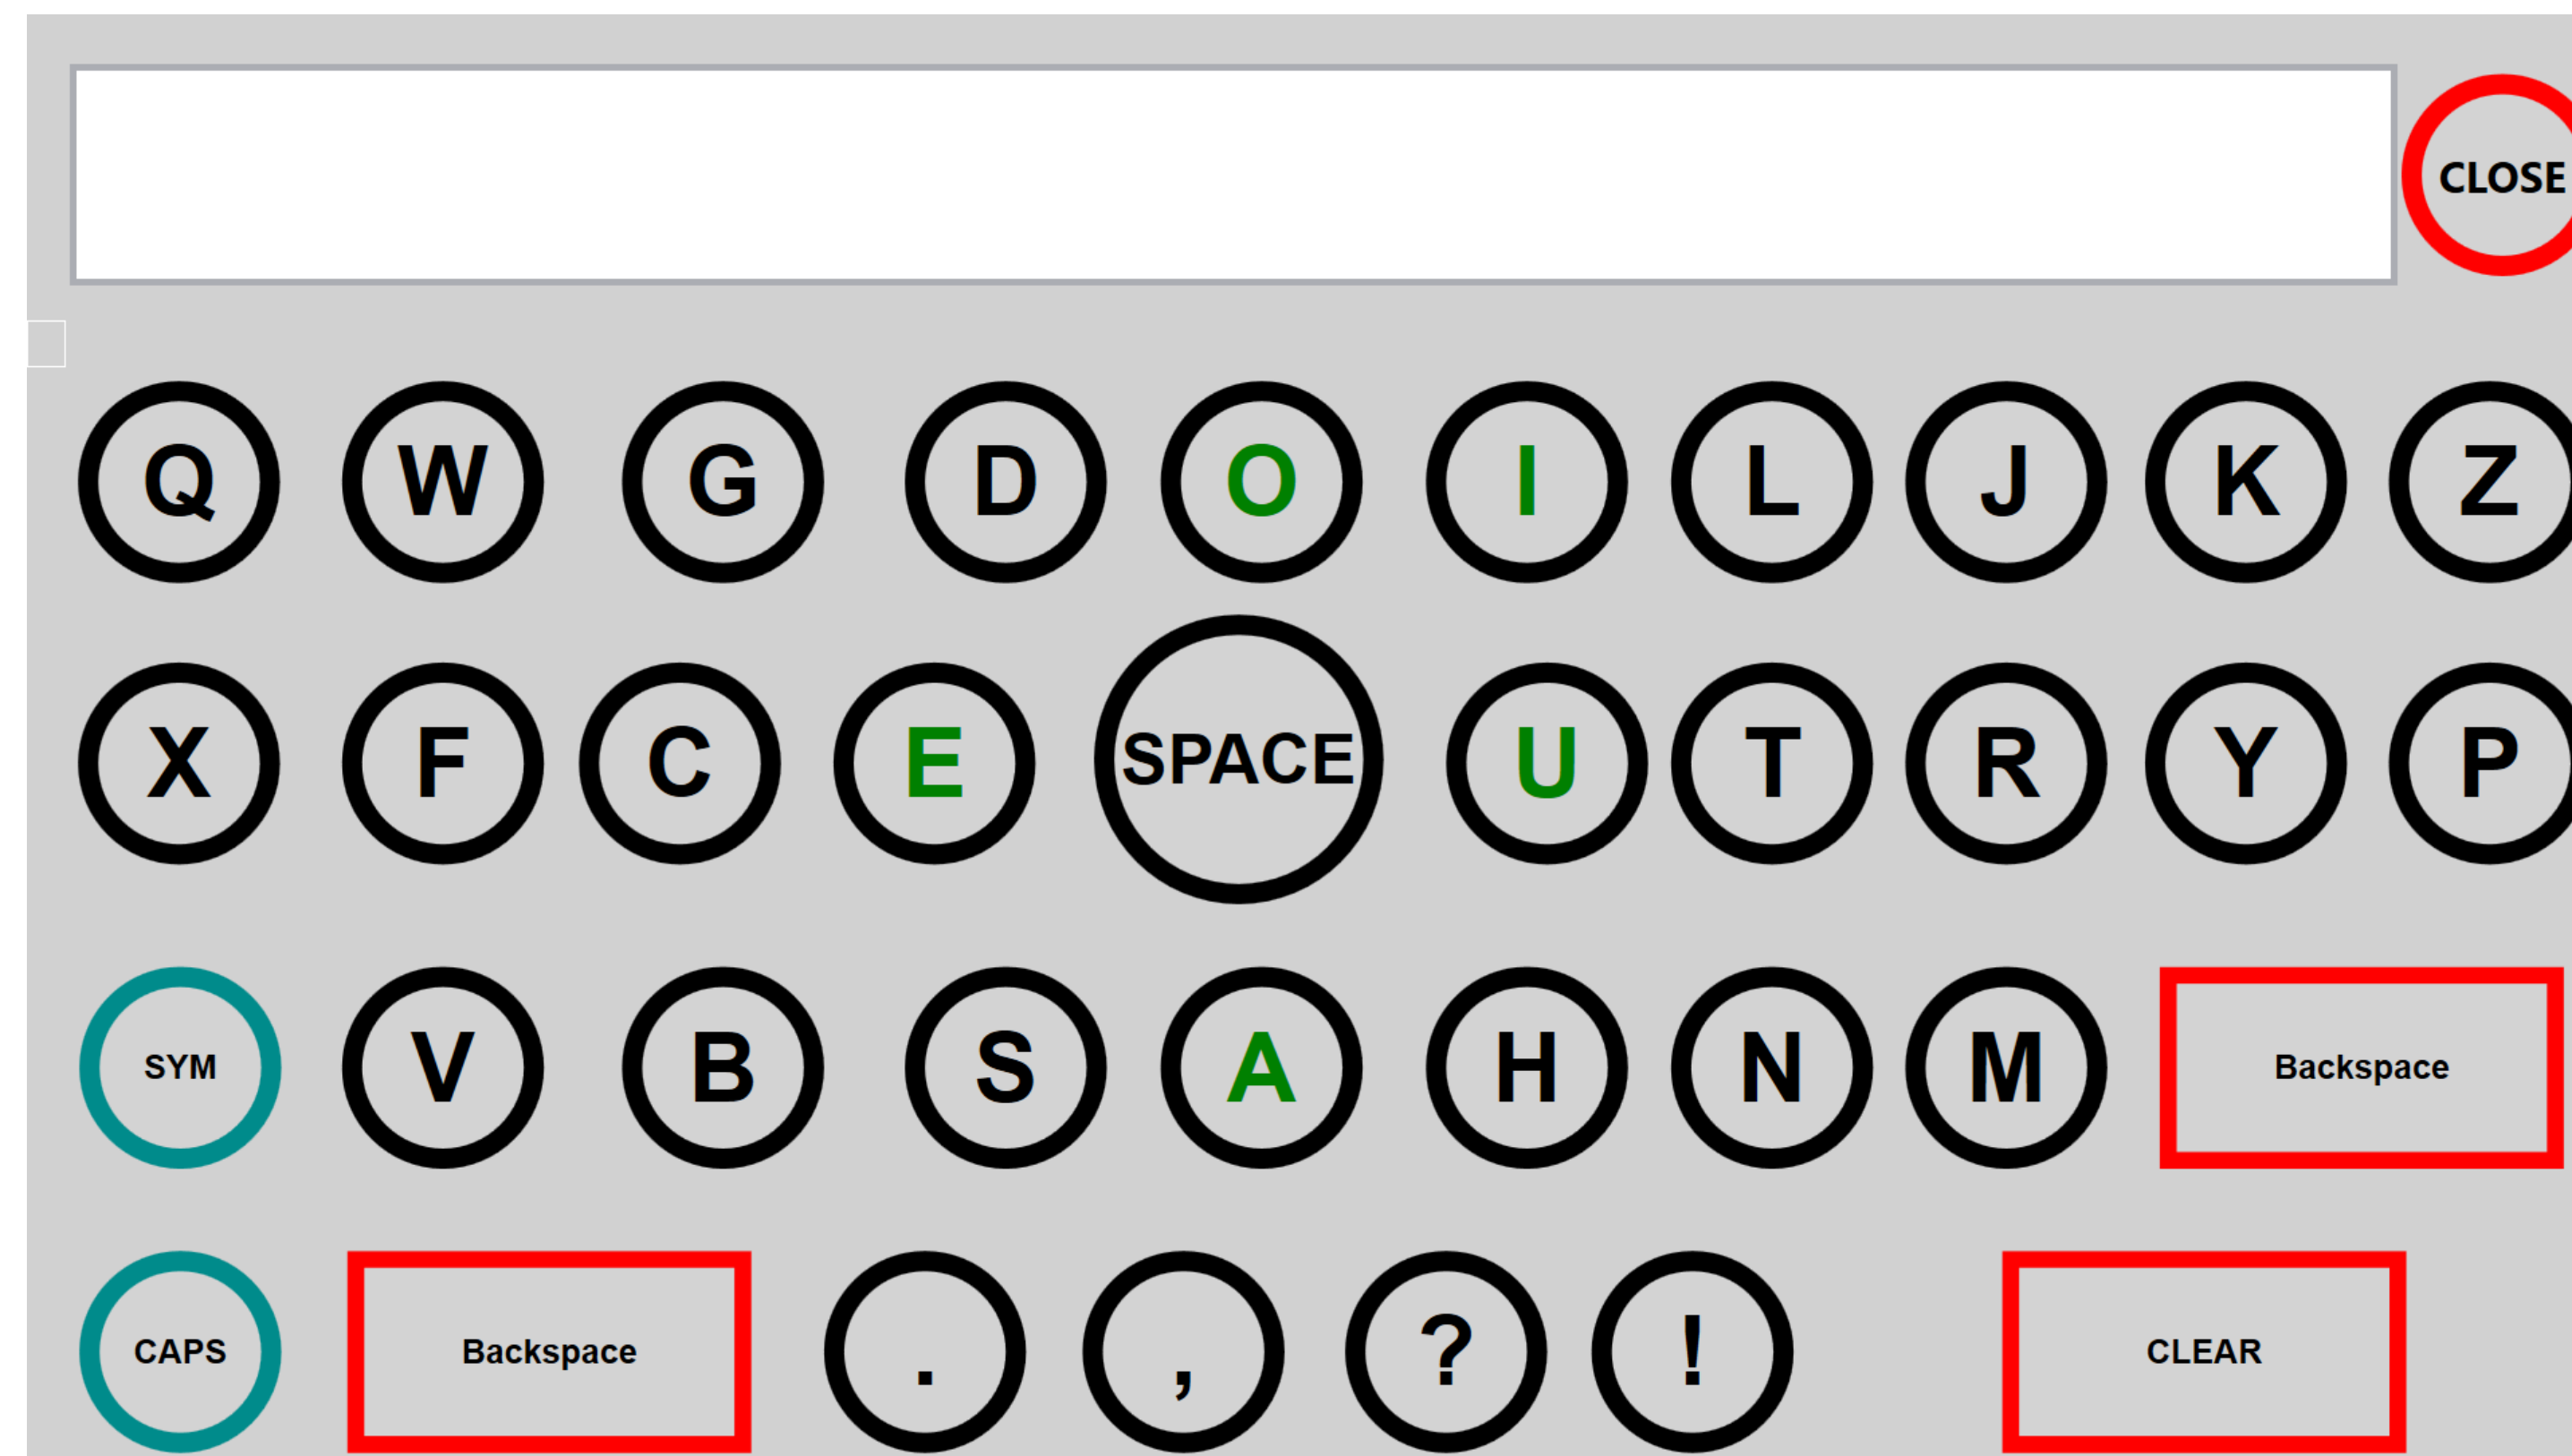 CLOSE
Q W G D O I L J K Z
X F C E SPACE U T R Y P
SYM V B S A H N M Backspace
CAPS Backspace . , ? ! CLEAR